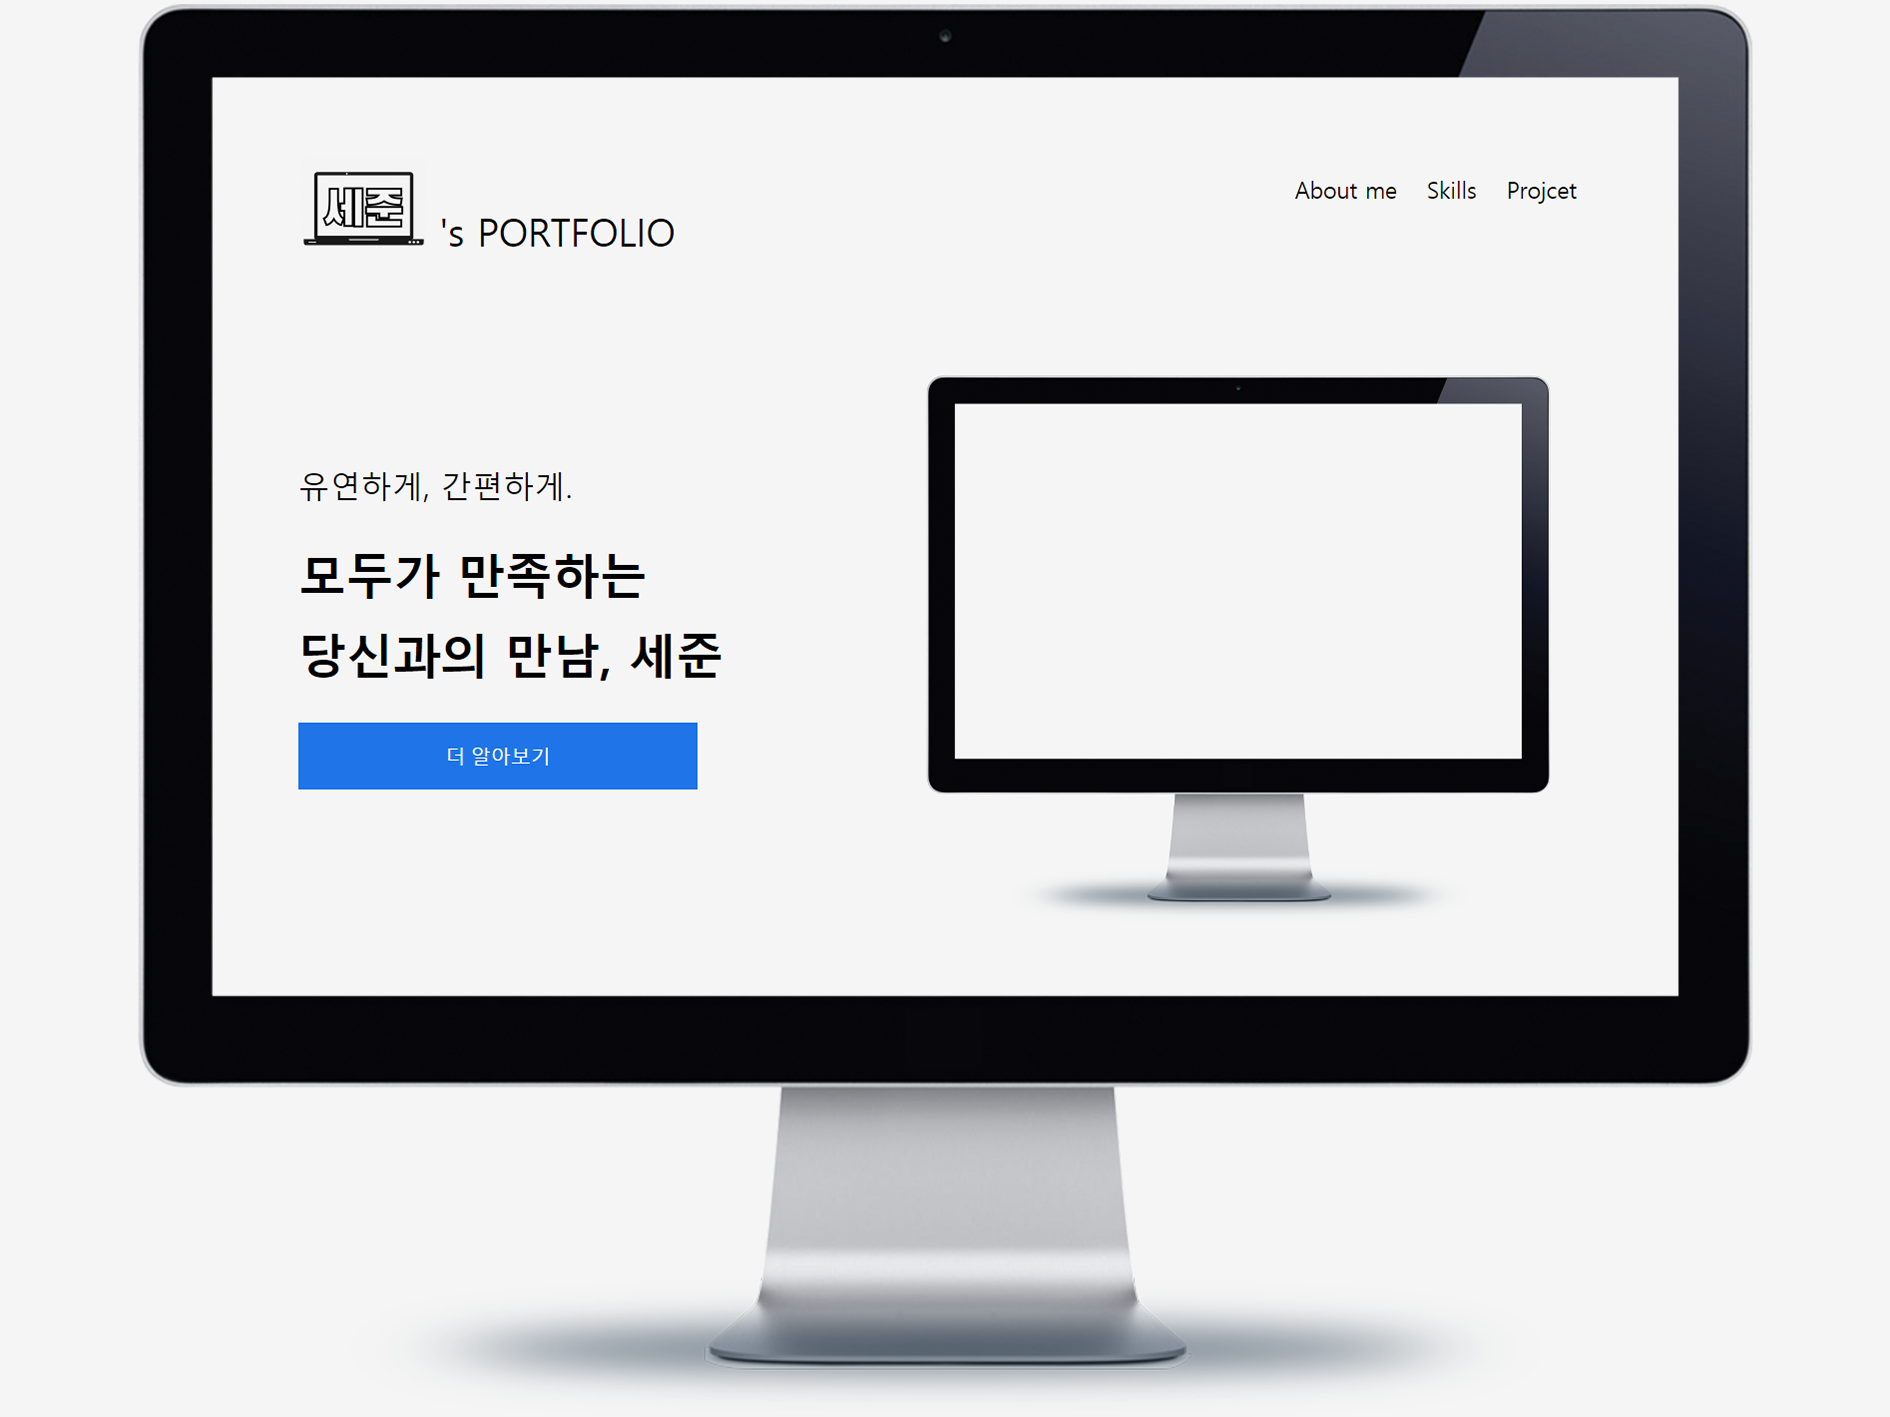 세준 's PORTFOLIO
About me Skills Projcet
유연하게, 간편하게.
모두가 만족하는
당신과의 만남, 세준
더 알아보기